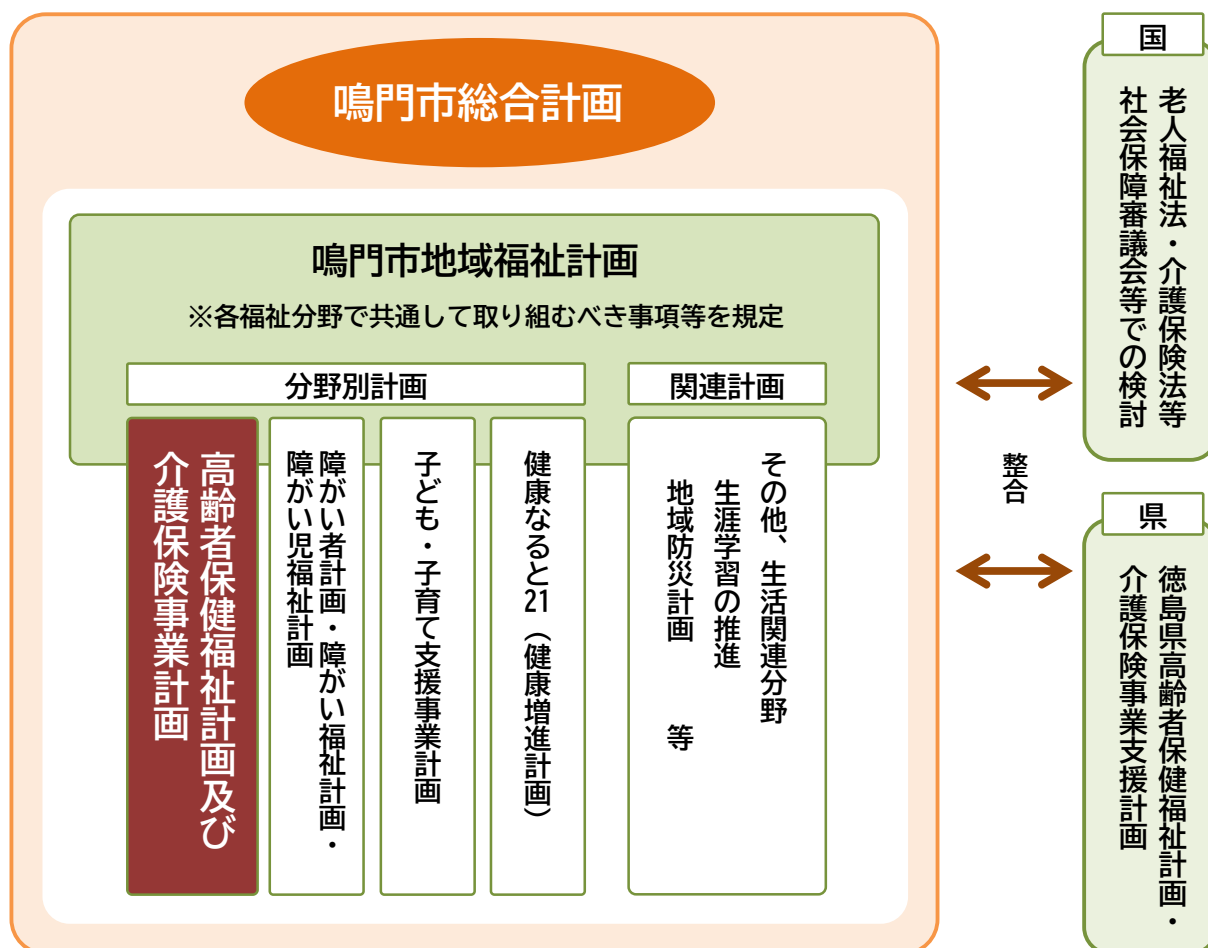 鳴門市総合計画
鳴門市地域福祉計画
※各福祉分野で共通して取り組むべき事項等を規定
分野別計画
高齢者保健福祉計画及び
介護保険事業計画
障がい者計画・障がい福祉計画・
障がい児福祉計画
子ども・子育て支援事業計画
健康なると21（健康増進計画）
関連計画
その他、生活関連分野
生涯学習の推進
地域防災計画 等
整合
国
老人福祉法・介護保険法等
社会保障審議会等での検討
県
徳島県高齢者保健福祉計画・
介護保険事業支援計画